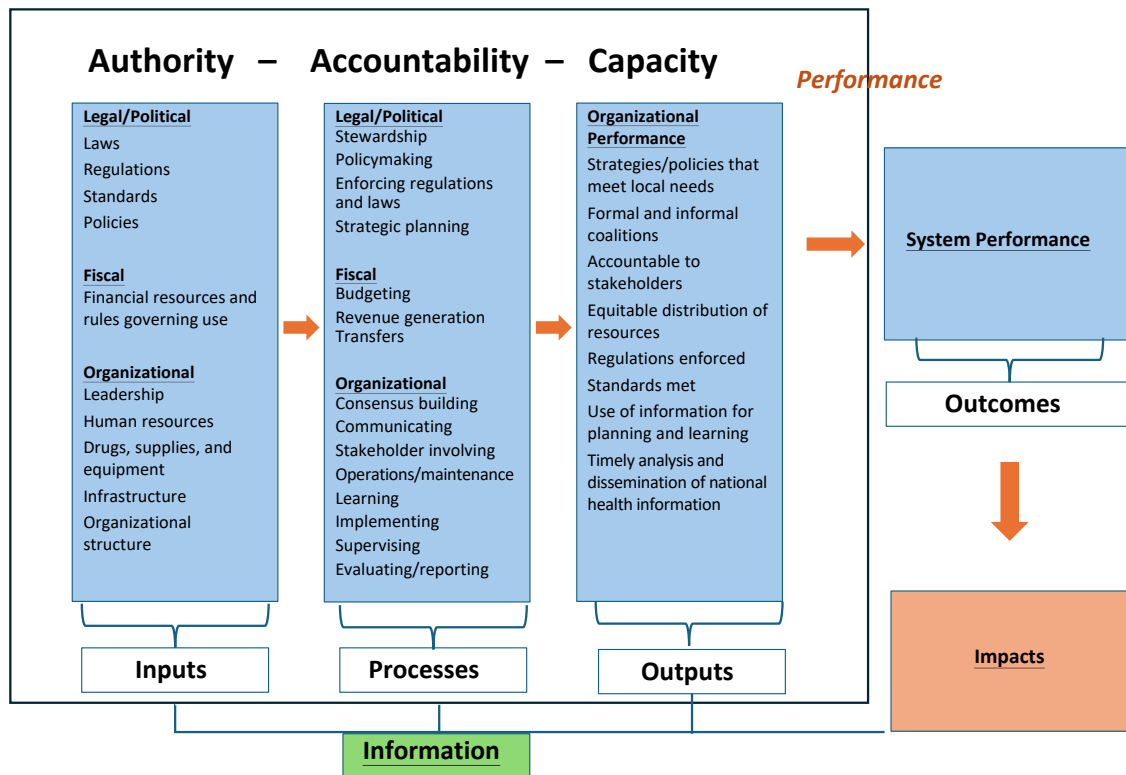 Authority – Accountability – Capacity
Performance
Legal/Political
Laws
Regulations
Standards
Policies
Fiscal
Financial resources and
rules governing use
Organizational
Leadership
Human resources
Drugs, supplies, and
equipment
Infrastructure
Organizational
structure
Inputs
Legal/Political
Stewardship
Policymaking
Enforcing regulations
and laws
Strategic planning
Fiscal
Budgeting
Revenue generation
Transfers
Organizational
Consensus building
Communicating
Stakeholder involving
Operations/maintenance
Learning
Implementing
Supervising
Evaluating/reporting
Processes
Organizational
Performance
Strategies/policies that
meet local needs
Formal and informal
coalitions
Accountable to
stakeholders
Equitable distribution of
resources
Regulations enforced
Standards met
Use of information for
planning and learning
Timely analysis and
dissemination of national
health information
Outputs
System Performance
Outcomes
Impacts
Information